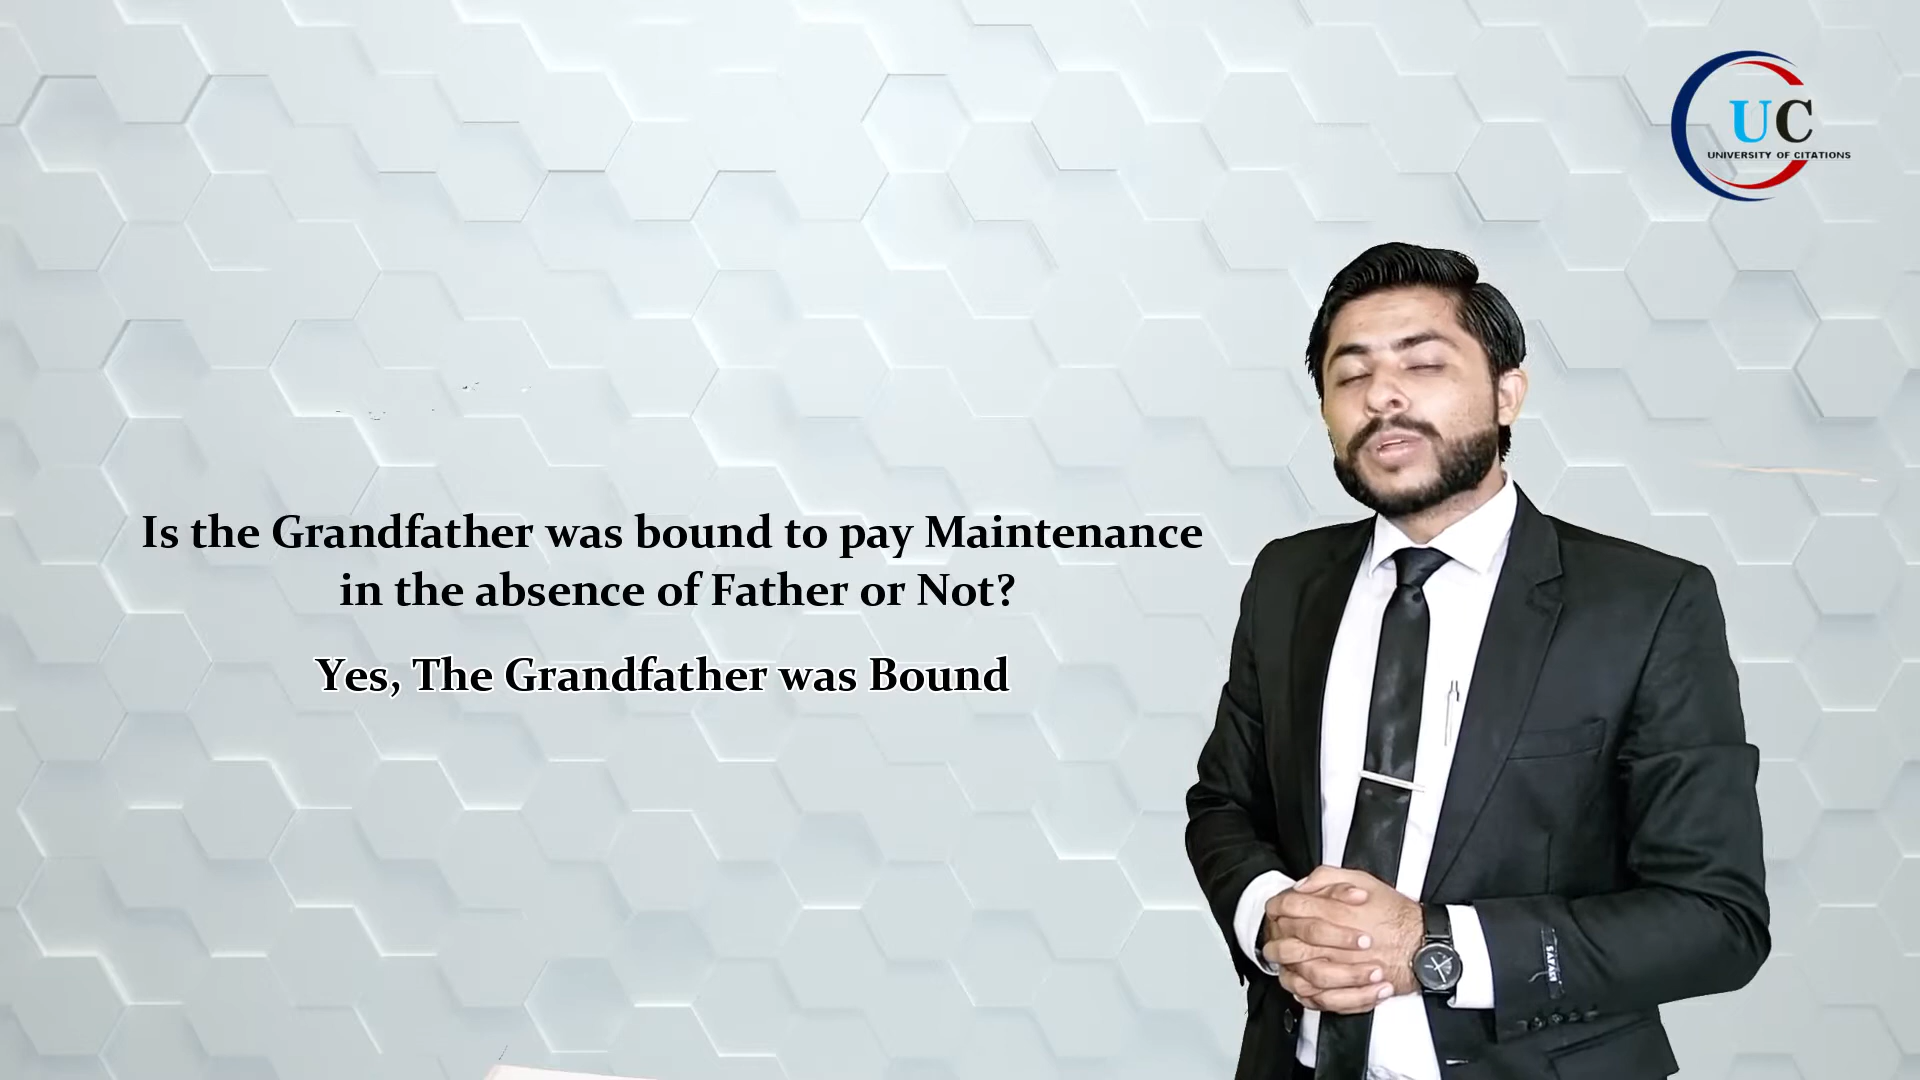 UC
UNIVERSITY OF CITATIONS
Is the Grandfather was bound to pay Maintenance
in the absence of Father or Not?
Yes, The Grandfather was Bound